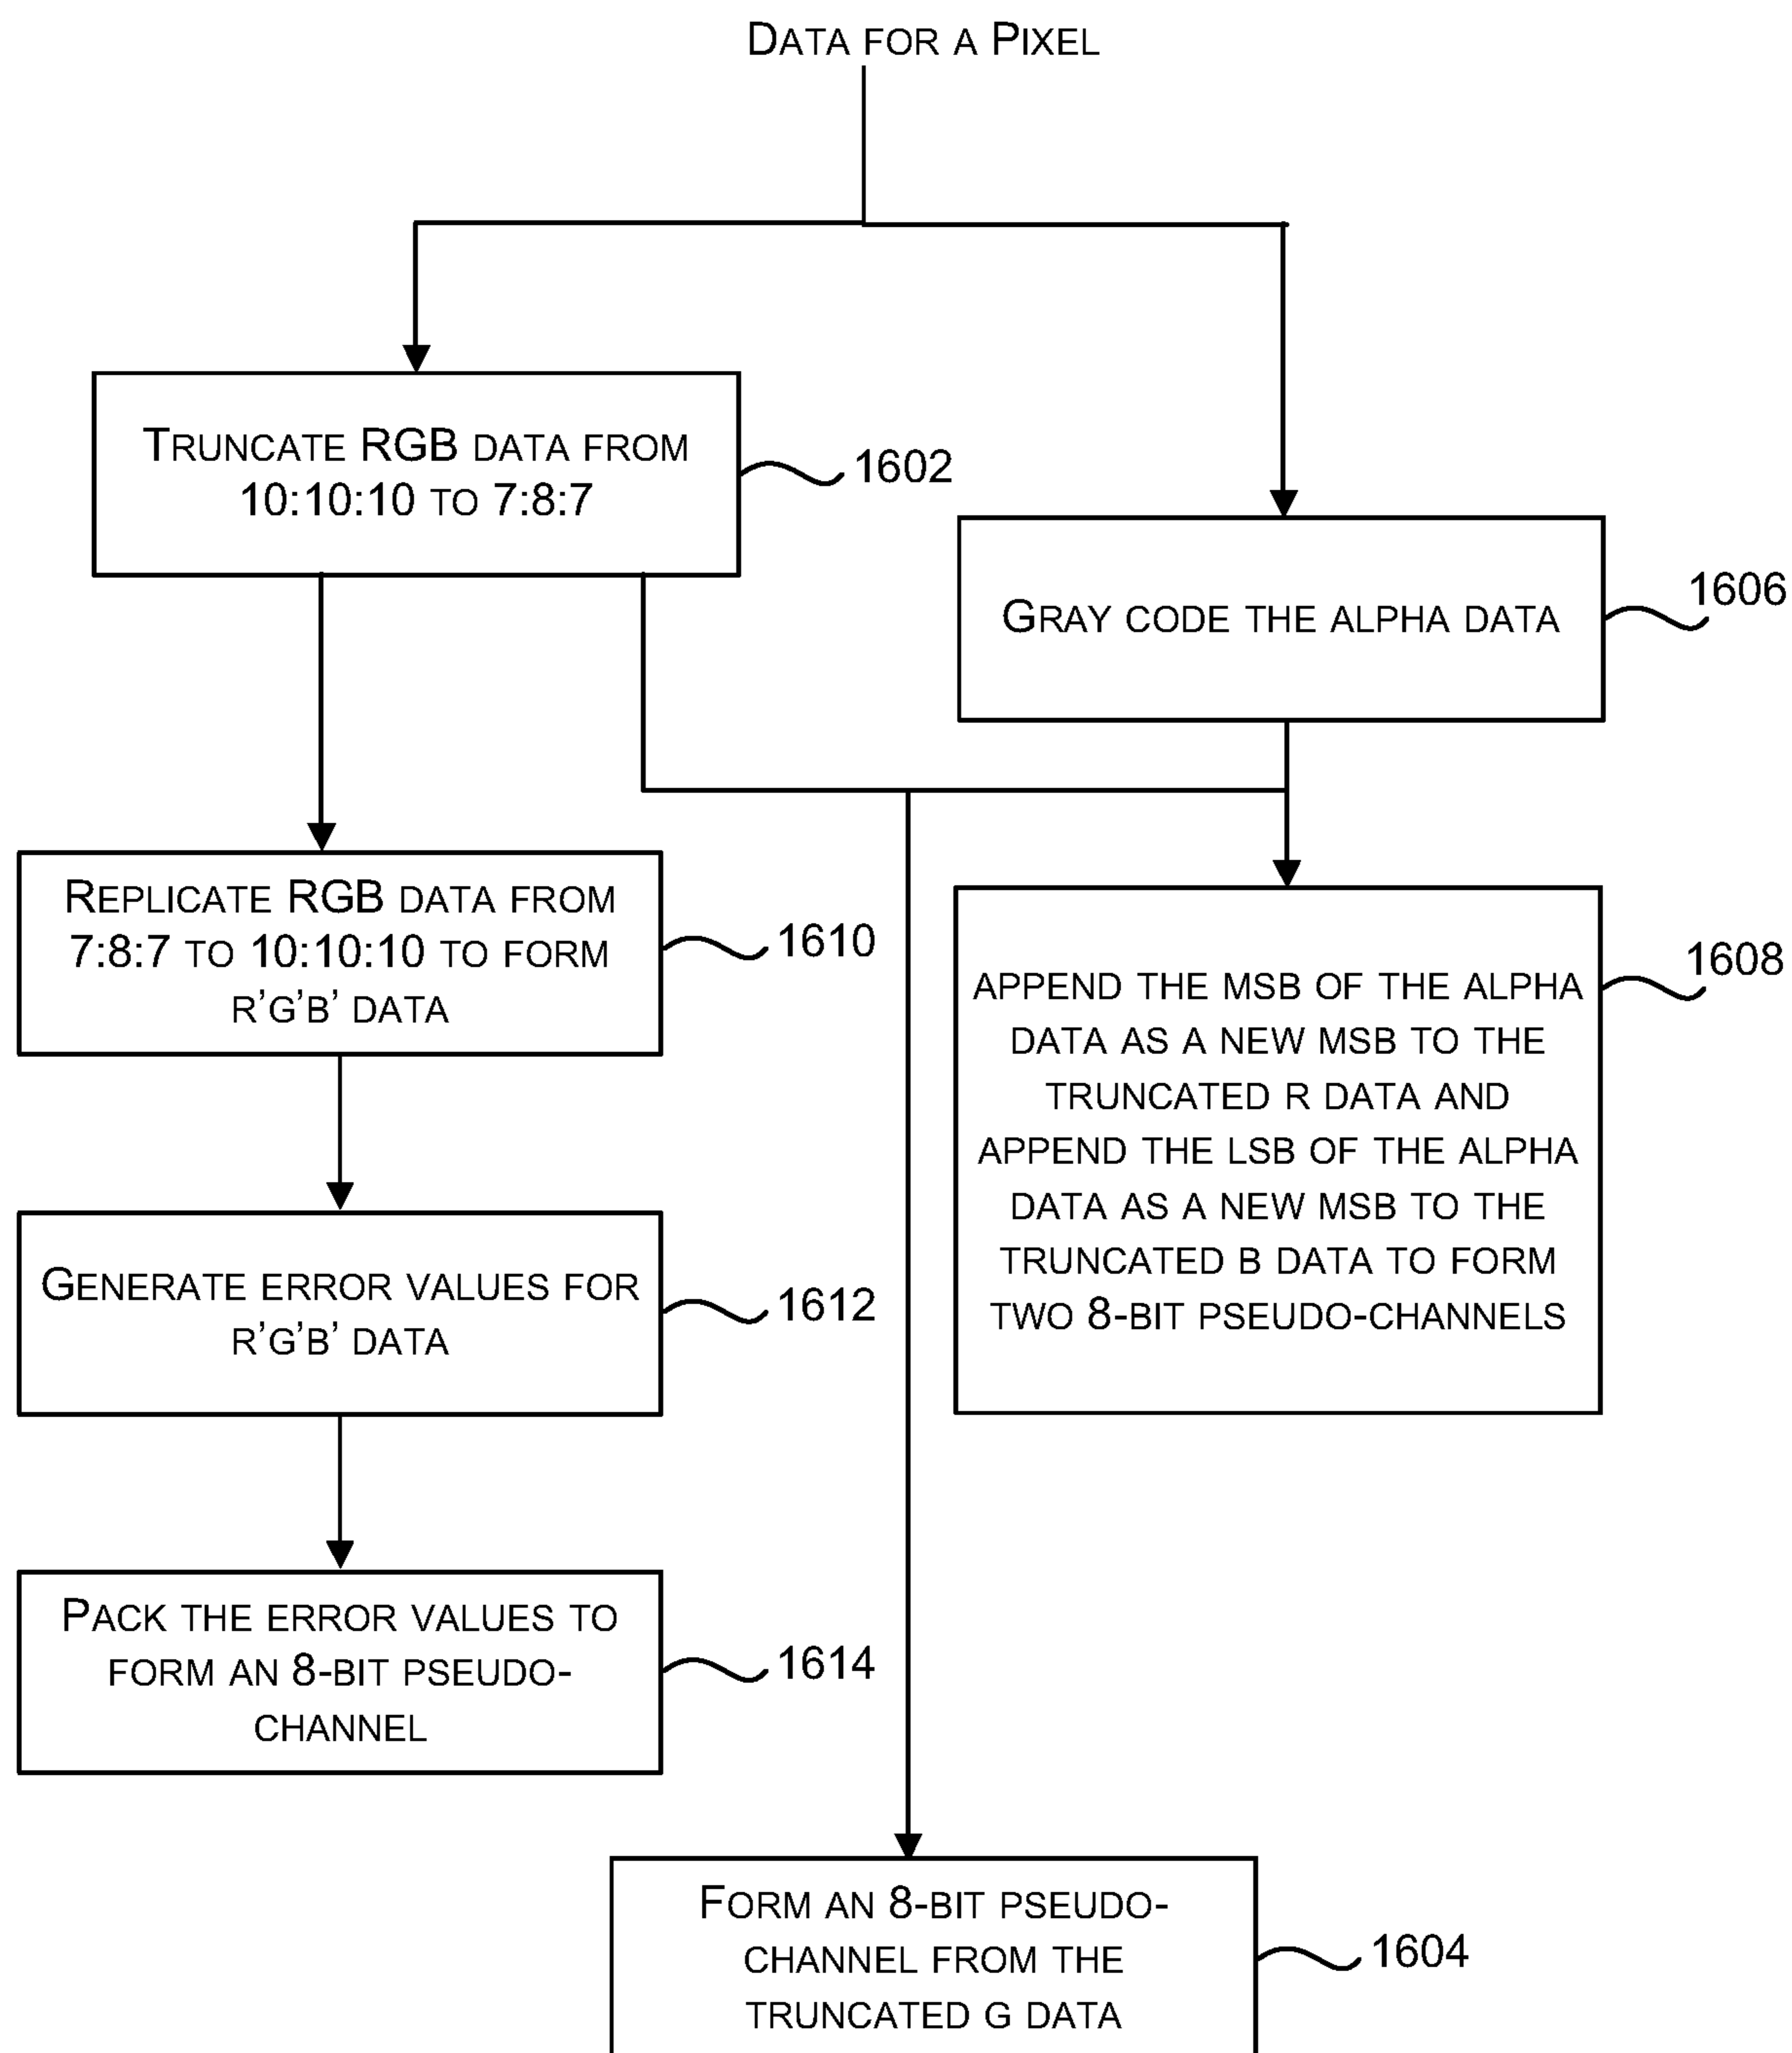 Data for a Pixel
Truncate RGB data from
10:10:10 to 7:8:7
1602
Gray code the alpha data
1606
Replicate RGB data from
7:8:7 to 10:10:10 to form
r'g'b' data
1610
append the msb of the alpha
data as a new msb to the
truncated r data and
append the lsb of the alpha
data as a new msb to the
truncated b data to form
two 8-bit pseudo-channels
1608
Generate error values for
r'g'b' data
1612
Pack the error values to
form an 8-bit pseudo-
channel
1614
Form an 8-bit pseudo-
channel from the
truncated g data
1604